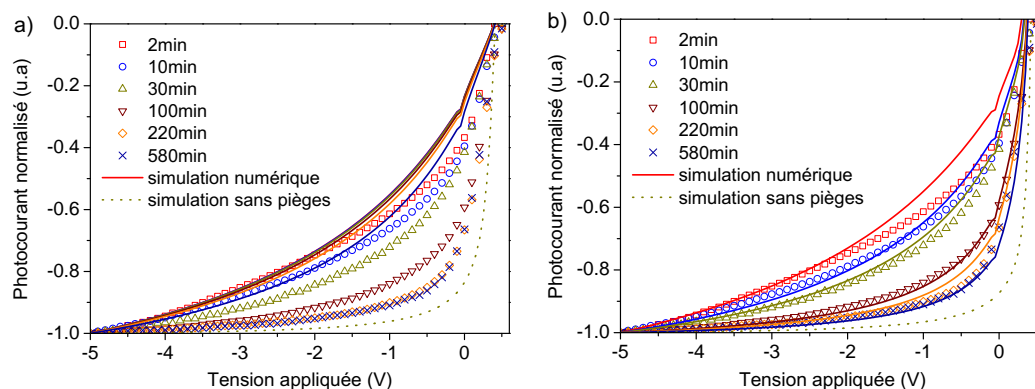 a)
Photocourant normalisé (u.a)
0.0
-0.2
-0.4
-0.6
-0.8
-1.0
2min
10min
30min
100min
220min
580min
simulation numérique
simulation sans pièges
-5 -4 -3 -2 -1 0
Tension appliquée (V)
b)
Photocourant normalisé (u.a)
0.0
-0.2
-0.4
-0.6
-0.8
-1.0
2min
10min
30min
100min
220min
580min
simulation numérique
simulation sans pièges
-5 -4 -3 -2 -1 0
Tension appliquée (V)